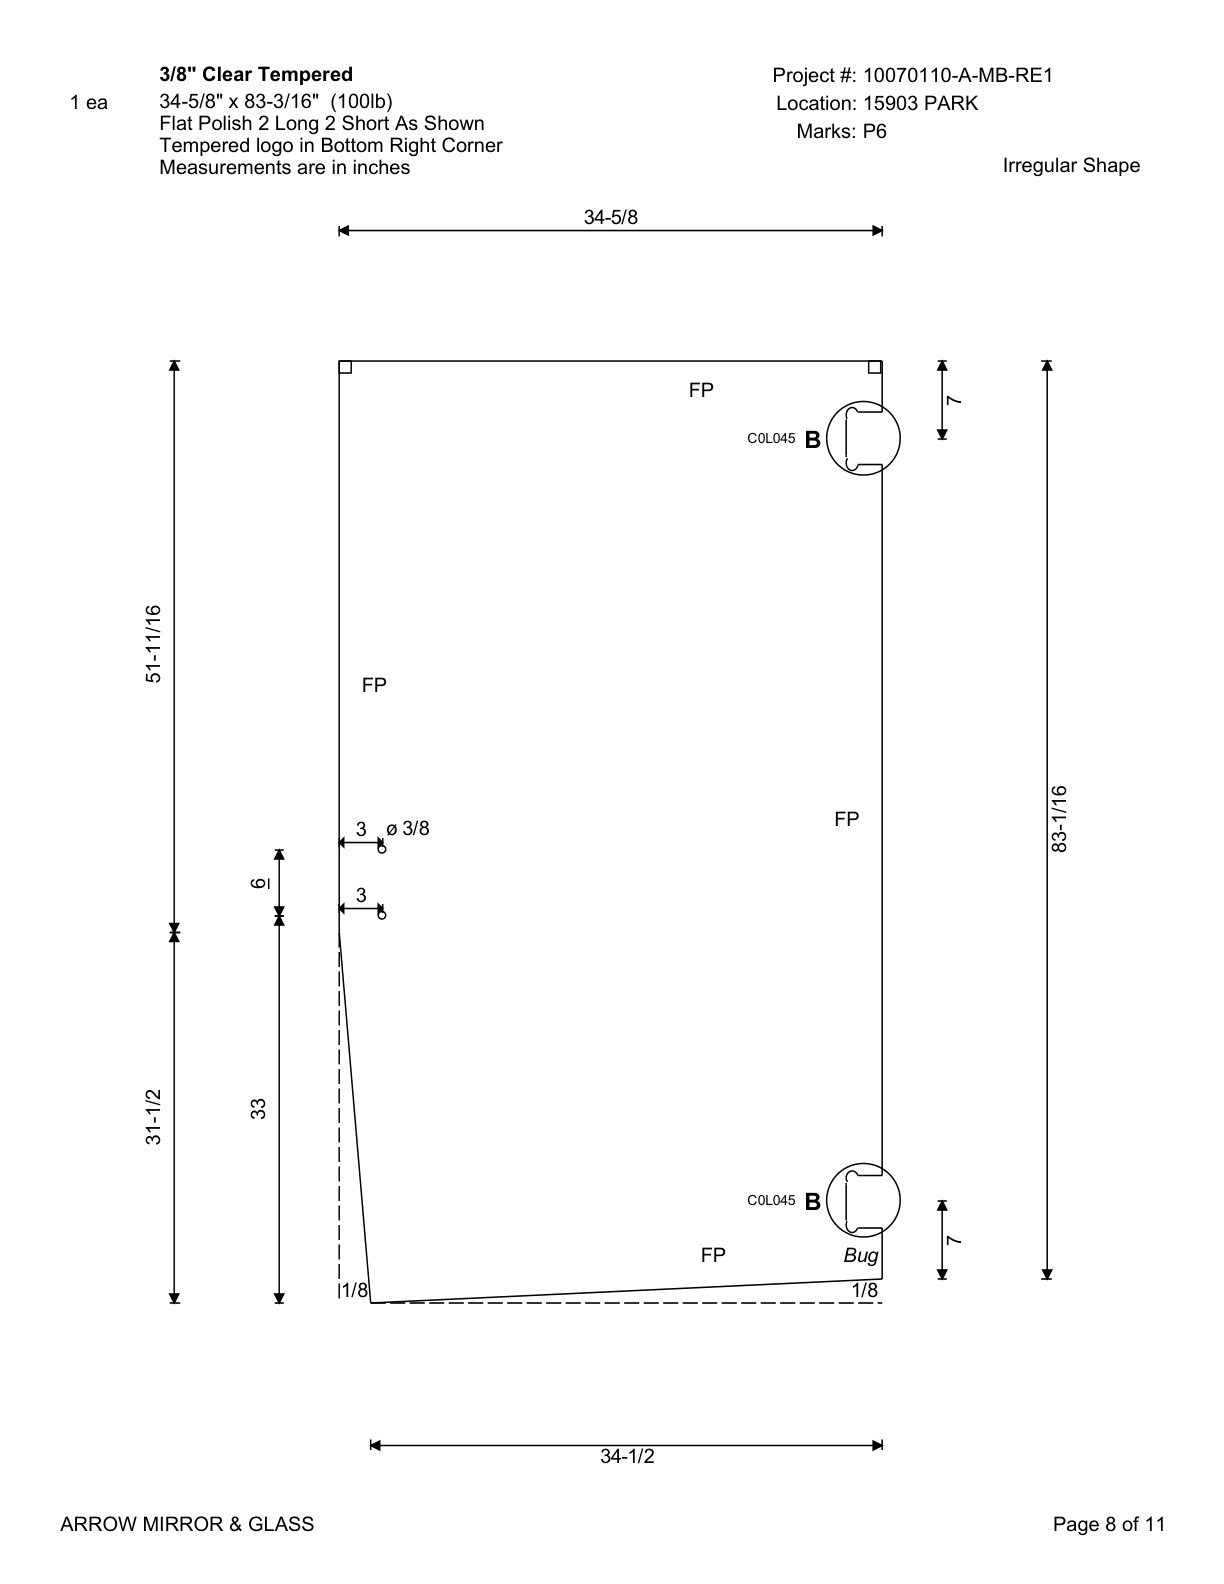 3/8" Clear Tempered
1 ea
34-5/8" x 83-3/16"  (100lb)
Flat Polish 2 Long 2 Short As Shown
Tempered logo in Bottom Right Corner
Measurements are in inches
Project #: 10070110-A-MB-RE1
Location: 15903 PARK
Marks: P6
Irregular Shape
34-5/8
FP
7
C0L045 B
51-11/16
FP
83-1/16
FP
3 ø 3/8
6
3
31-1/2
33
C0L045 B
7
FP
Bug
1/8
1/8
34-1/2
ARROW MIRROR & GLASS
Page 8 of 11